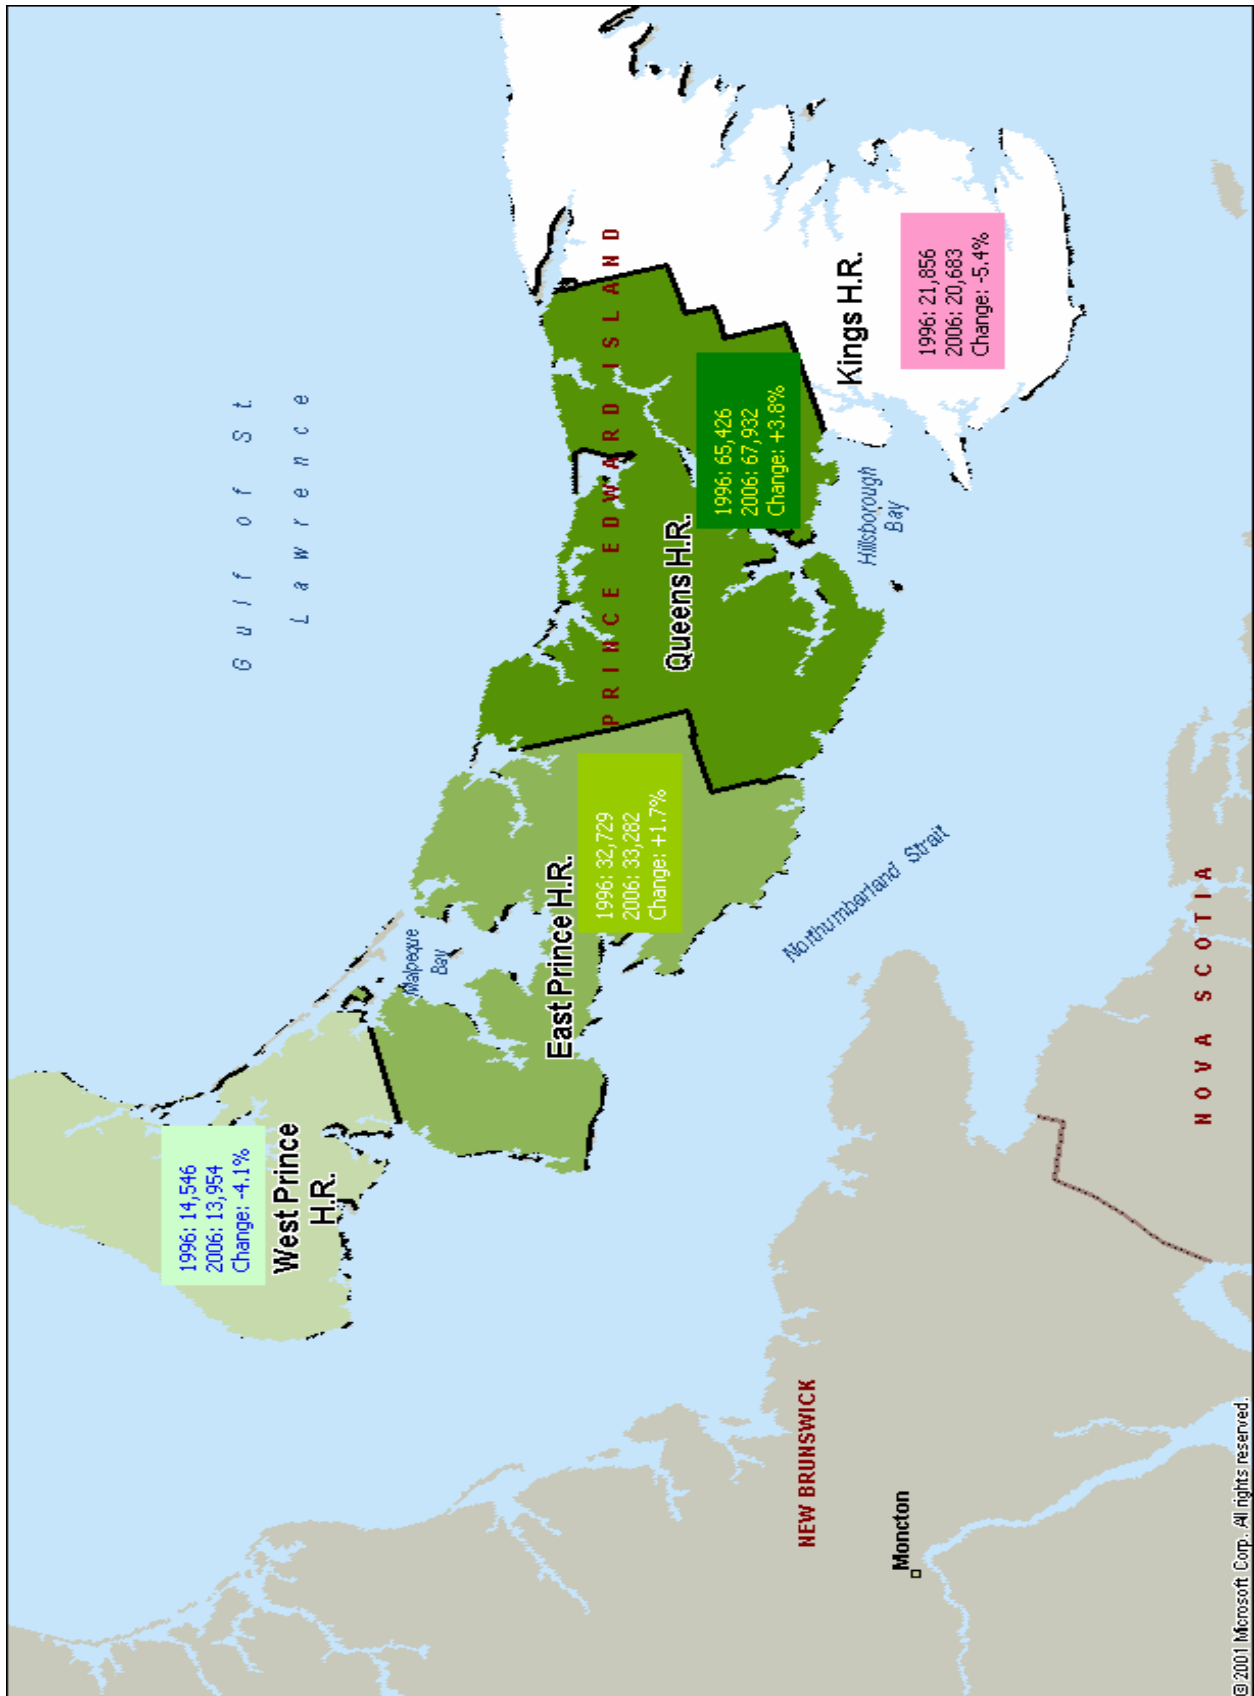 Gulf of St.
Lawrence
1996: 14,546
2006: 13,954
Change: -4.1%
West Prince
H.R.
Malpeque
Bay
East Prince H.R.
1996: 32,729
2006: 33,282
Change: +1.7%
PRINCE EDWARD ISLAND
Queens H.R.
1996: 65,426
2006: 67,932
Change: +3.8%
Kings H.R.
1996: 21,856
2006: 20,683
Change: -5.4%
Hillsborough
Bay
Northumberland Strait
NEW BRUNSWICK
Moncton
NOVA SCOTIA
© 2001 Microsoft Corp. All rights reserved.